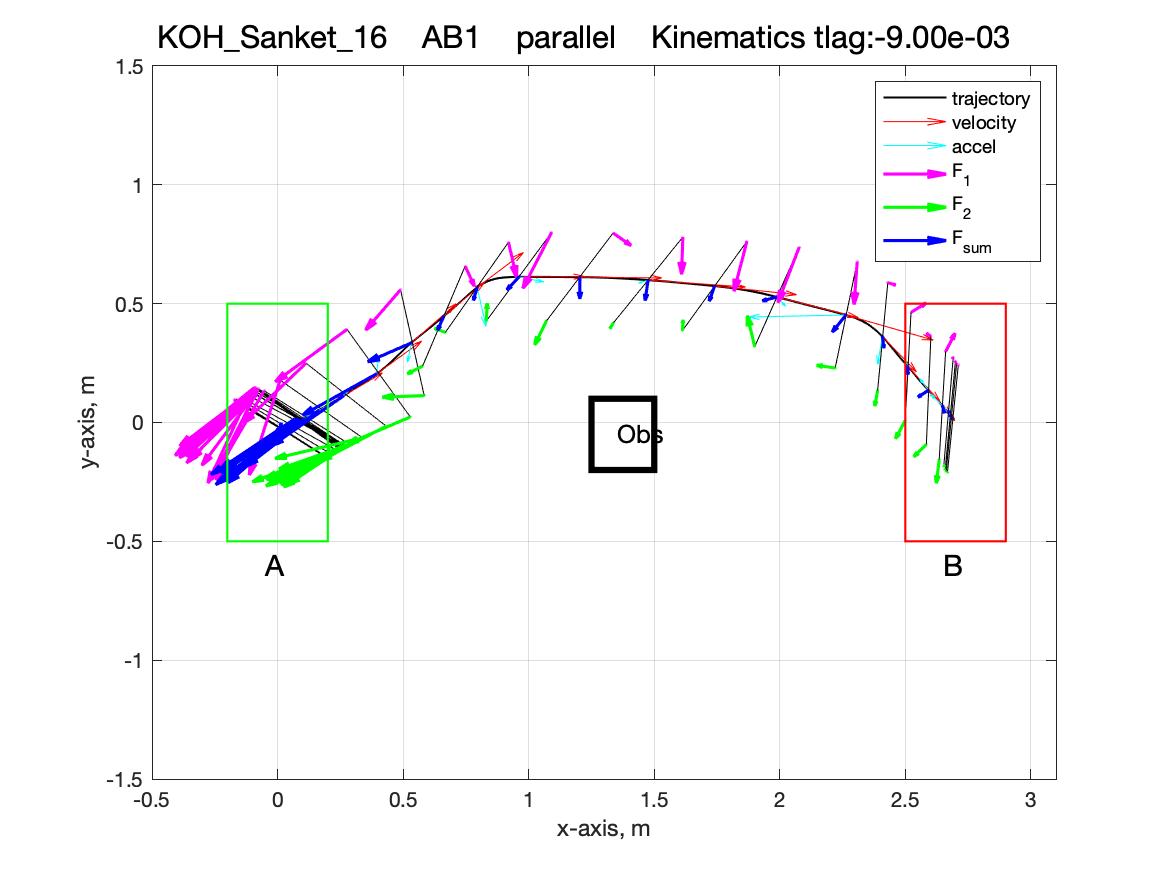 KOH_Sanket_16 AB1 parallel Kinematics tlag:-9.00e-03
1.5
1
0.5
0
-0.5
-1
-1.5
y-axis, m
trajectory
velocity
accel
F1
F2
Fsum
Obs
A
B
-0.5 0 0.5 1 1.5 2 2.5 3
x-axis, m